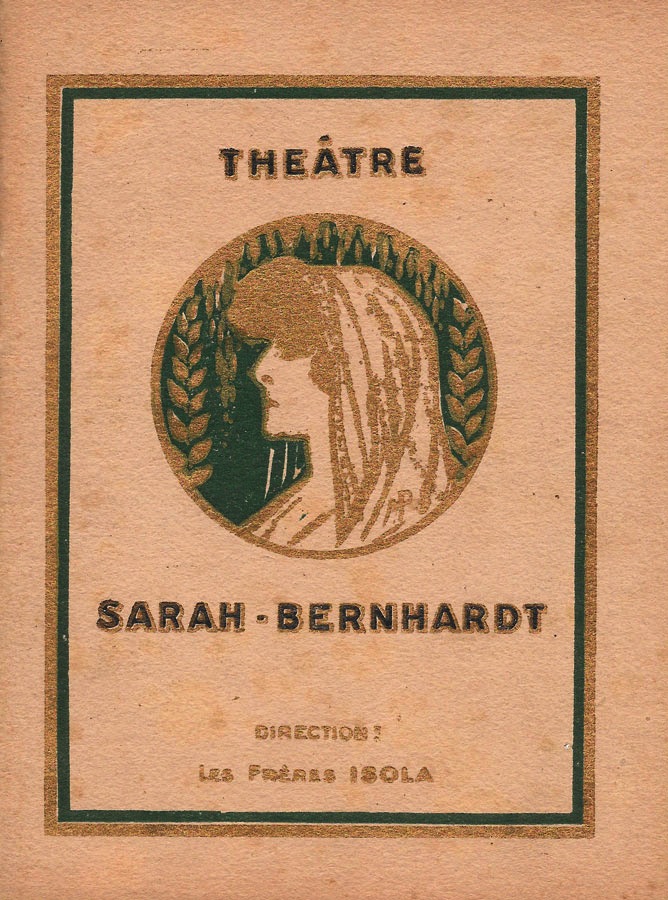 THEÂTRE
SARAH-BERNHARDT
DIRECTION:
LES FRÈRES ISOLA